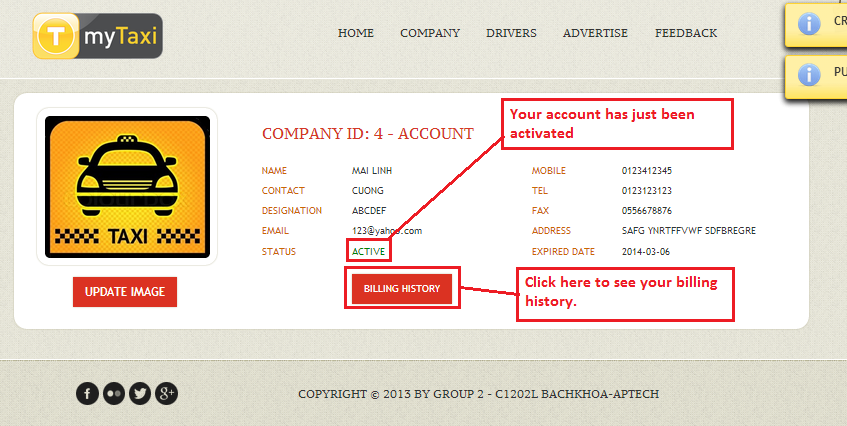 T myTaxi
HOME COMPANY DRIVERS ADVERTISE FEEDBACK
CR
PU
COMPANY ID: 4 - ACCOUNT
Your account has just been
activated
NAME MAI LINH MOBILE 0123412345
CONTACT CUONG TEL 0123123123
DESIGNATION ABCDEF FAX 0556678876
EMAIL 123@yahoo.com ADDRESS SAFG YNRTFFVWF SDFBREGRE
STATUS ACTIVE EXPIRED DATE 2014-03-06
TAXI
UPDATE IMAGE
BILLING HISTORY
Click here to see your billing
history.
COPYRIGHT © 2013 BY GROUP 2 - C1202L BACHKHOA-APTECH